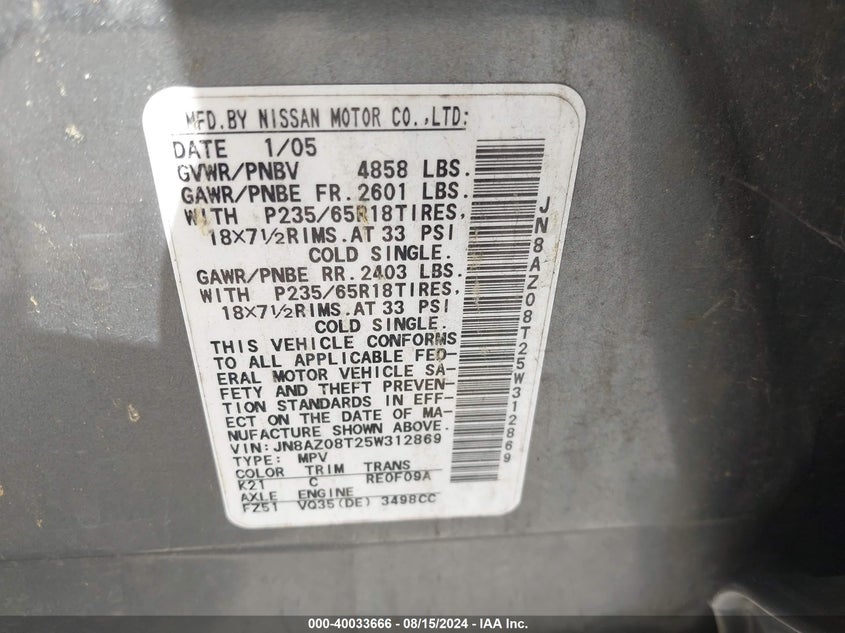 MFD.BY NISSAN MOTOR CO.,LTD:
DATE 1/05
GVWR/PNBV 4858 LBS.
GAWR/PNBE FR. 2601 LBS.
WITH P235/65R18TIRES,
18×7½RIMS.AT 33 PSI
COLD SINGLE.
GAWR/PNBE RR. 2403 LBS.
WITH P235/65R18TIRES,
18×7½RIMS.AT 33 PSI
COLD SINGLE.
THIS VEHICLE CONFORMS
TO ALL APPLICABLE FED-
ERAL MOTOR VEHICLE SA-
FETY AND THEFT PREVEN-
TION STANDARDS IN EFF-
ECT ON THE DATE OF MA-
NUFACTURE SHOWN ABOVE.
VIN: JN8AZ08T25W312869
TYPE: MPV
COLOR TRIM TRANS
K21 C RE0F09A
AXLE ENGINE
FZ51 VQ35(DE) 3498CC
JN8AZ08T25W312869
000-40033666 - 08/15/2024 - IAA Inc.